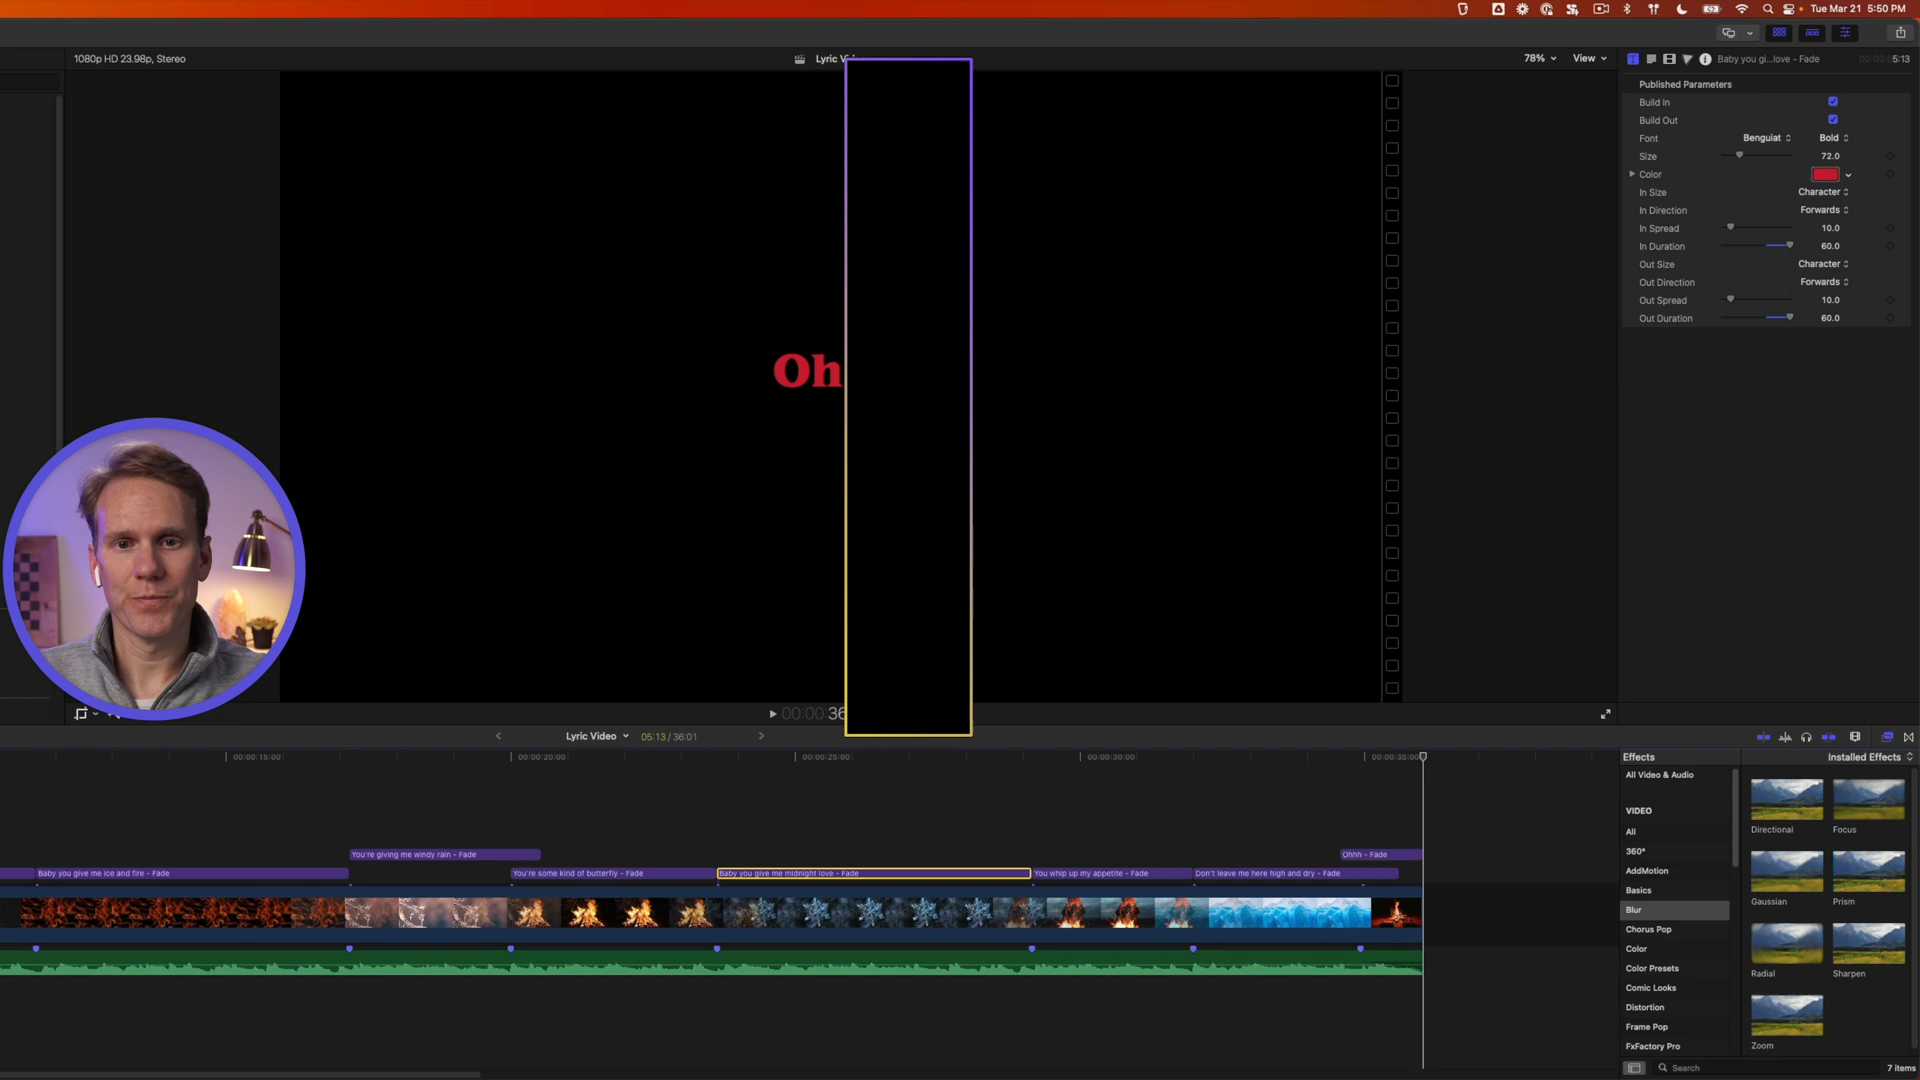 Tue Mar 21 5:50 PM
1080p HD 23.98p, Stereo
Lyric Vi
78%
View
Baby you gi...love - Fade
00:00:05:13
Published Parameters
Build In
Build Out
Font
Benguiat
Bold
Size
72.0
Color
In Size
Character
In Direction
Forwards
In Spread
10.0
In Duration
60.0
Out Size
Character
Out Direction
Forwards
Out Spread
10.0
Out Duration
60.0
Oh
00:00:36
Lyric Video
05:13 / 36:01
00:00:15:00
00:00:20:00
00:00:25:00
00:00:30:00
00:00:35:00
You're giving me windy rain - Fade
Ohhh - Fade
Baby you give me ice and fire - Fade
You're some kind of butterfly - Fade
Baby you give me midnight love - Fade
You whip up my appetite - Fade
Don't leave me here high and dry - Fade
Effects
Installed Effects
All Video & Audio
VIDEO
All
360°
AddMotion
Basics
Blur
Chorus Pop
Color
Color Presets
Comic Looks
Distortion
Frame Pop
FxFactory Pro
Directional
Focus
Gaussian
Prism
Radial
Sharpen
Zoom
Search
7 items